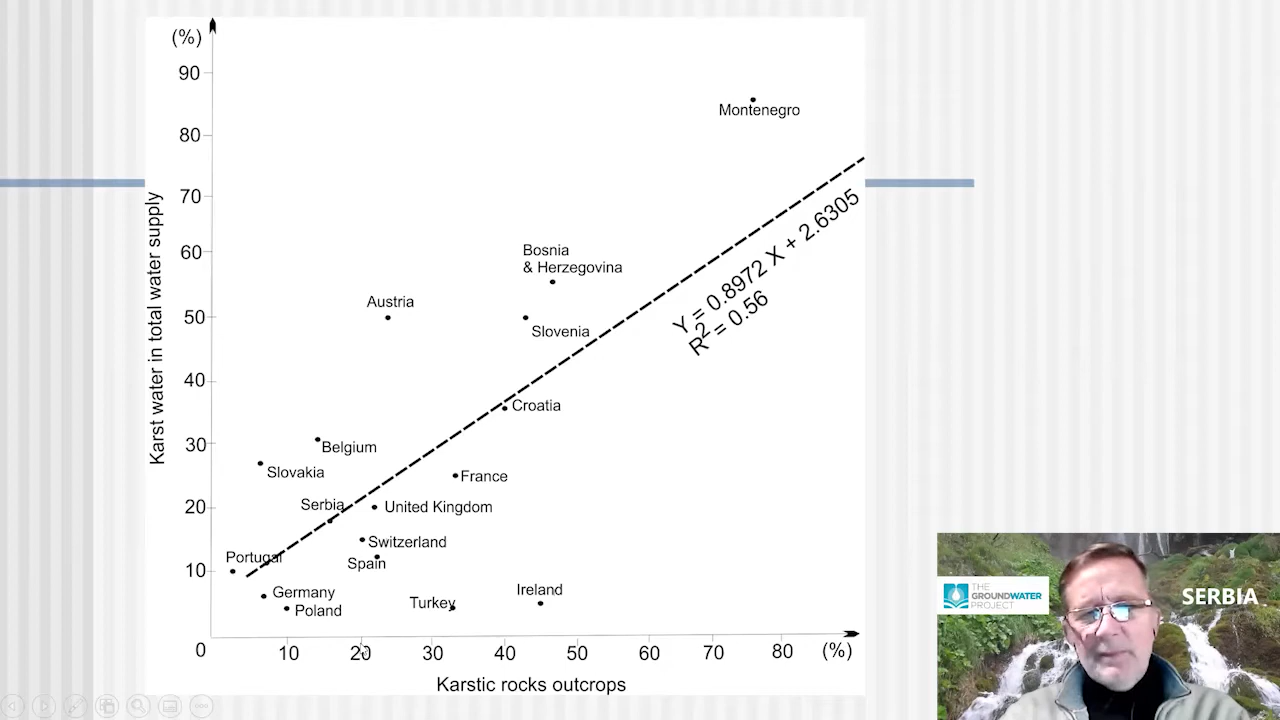 (%)
90
80
70
60
50
40
30
20
10
0
10
20
30
40
50
60
70
80
(%)
Karst water in total water supply
Karstic rocks outcrops
Montenegro
Bosnia
& Herzegovina
Austria
Slovenia
Croatia
Belgium
Slovakia
France
Serbia
United Kingdom
Switzerland
Spain
Portugal
Germany
Poland
Turkey
Ireland
Y = 0.8972 X + 2.6305
R² = 0.56
THE
GROUNDWATER
PROJECT
SERBIA